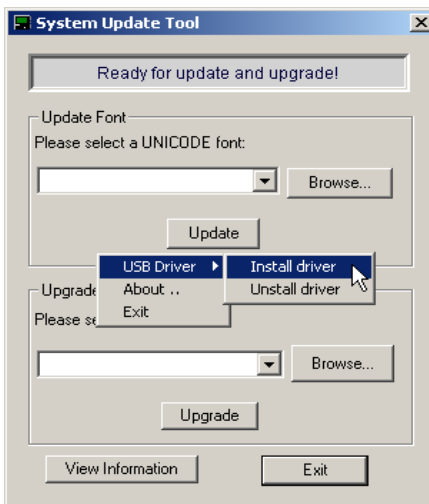 System Update Tool
Ready for update and upgrade!
Update Font
Please select a UNICODE font:
Browse...
Update
USB Driver
Install driver
Upgrade
About ..
Unstall driver
Please se
Exit
Browse...
Upgrade
View Information
Exit